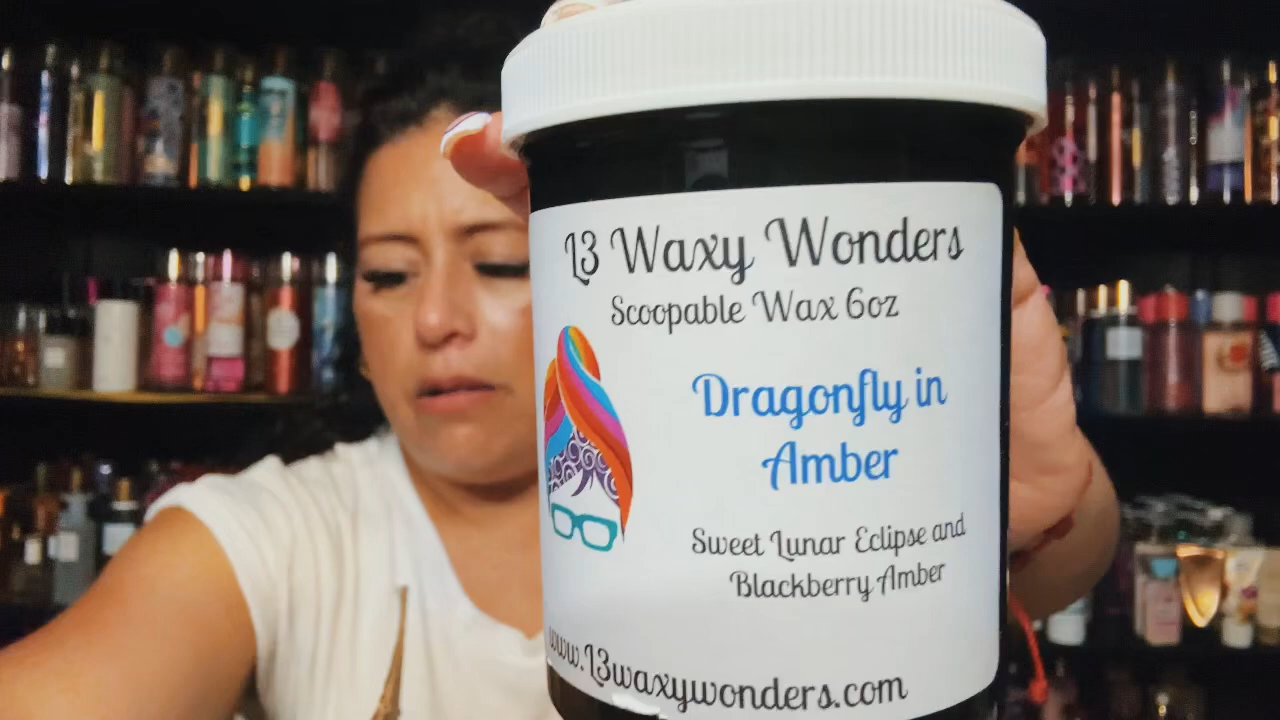 L3 Waxy Wonders
Scoopable Wax 6oz
Dragonfly in
Amber
Sweet Lunar Eclipse and
Blackberry Amber
www.L3waxywonders.com